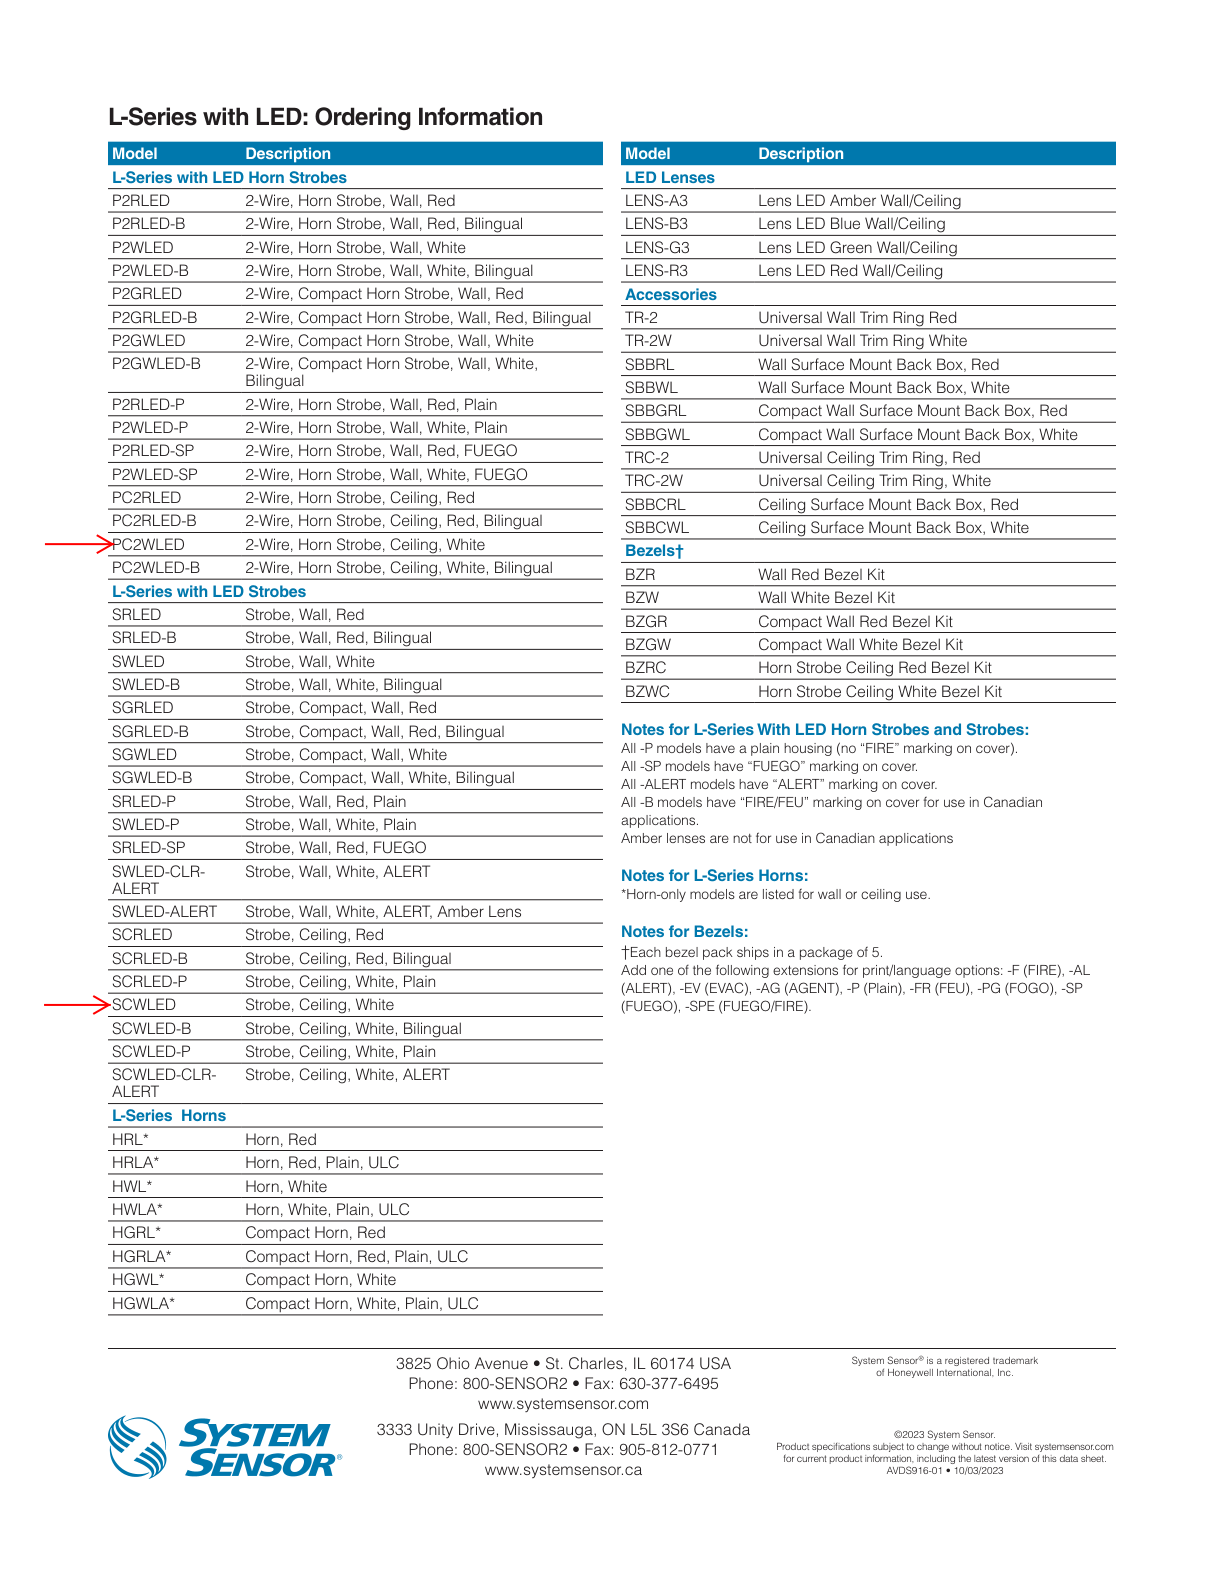 L-Series with LED: Ordering Information
Model Description
L-Series with LED Horn Strobes
P2RLED 2-Wire, Horn Strobe, Wall, Red
P2RLED-B 2-Wire, Horn Strobe, Wall, Red, Bilingual
P2WLED 2-Wire, Horn Strobe, Wall, White
P2WLED-B 2-Wire, Horn Strobe, Wall, White, Bilingual
P2GRLED 2-Wire, Compact Horn Strobe, Wall, Red
P2GRLED-B 2-Wire, Compact Horn Strobe, Wall, Red, Bilingual
P2GWLED 2-Wire, Compact Horn Strobe, Wall, White
P2GWLED-B 2-Wire, Compact Horn Strobe, Wall, White,
Bilingual
P2RLED-P 2-Wire, Horn Strobe, Wall, Red, Plain
P2WLED-P 2-Wire, Horn Strobe, Wall, White, Plain
P2RLED-SP 2-Wire, Horn Strobe, Wall, Red, FUEGO
P2WLED-SP 2-Wire, Horn Strobe, Wall, White, FUEGO
PC2RLED 2-Wire, Horn Strobe, Ceiling, Red
PC2RLED-B 2-Wire, Horn Strobe, Ceiling, Red, Bilingual
PC2WLED 2-Wire, Horn Strobe, Ceiling, White
PC2WLED-B 2-Wire, Horn Strobe, Ceiling, White, Bilingual
L-Series with LED Strobes
SRLED Strobe, Wall, Red
SRLED-B Strobe, Wall, Red, Bilingual
SWLED Strobe, Wall, White
SWLED-B Strobe, Wall, White, Bilingual
SGRLED Strobe, Compact, Wall, Red
SGRLED-B Strobe, Compact, Wall, Red, Bilingual
SGWLED Strobe, Compact, Wall, White
SGWLED-B Strobe, Compact, Wall, White, Bilingual
SRLED-P Strobe, Wall, Red, Plain
SWLED-P Strobe, Wall, White, Plain
SRLED-SP Strobe, Wall, Red, FUEGO
SWLED-CLR- Strobe, Wall, White, ALERT
ALERT
SWLED-ALERT Strobe, Wall, White, ALERT, Amber Lens
SCRLED Strobe, Ceiling, Red
SCRLED-B Strobe, Ceiling, Red, Bilingual
SCRLED-P Strobe, Ceiling, White, Plain
SCWLED Strobe, Ceiling, White
SCWLED-B Strobe, Ceiling, White, Bilingual
SCWLED-P Strobe, Ceiling, White, Plain
SCWLED-CLR- Strobe, Ceiling, White, ALERT
ALERT
L-Series Horns
HRL* Horn, Red
HRLA* Horn, Red, Plain, ULC
HWL* Horn, White
HWLA* Horn, White, Plain, ULC
HGRL* Compact Horn, Red
HGRLA* Compact Horn, Red, Plain, ULC
HGWL* Compact Horn, White
HGWLA* Compact Horn, White, Plain, ULC
Model Description
LED Lenses
LENS-A3 Lens LED Amber Wall/Ceiling
LENS-B3 Lens LED Blue Wall/Ceiling
LENS-G3 Lens LED Green Wall/Ceiling
LENS-R3 Lens LED Red Wall/Ceiling
Accessories
TR-2 Universal Wall Trim Ring Red
TR-2W Universal Wall Trim Ring White
SBBRL Wall Surface Mount Back Box, Red
SBBWL Wall Surface Mount Back Box, White
SBBGRL Compact Wall Surface Mount Back Box, Red
SBBGWL Compact Wall Surface Mount Back Box, White
TRC-2 Universal Ceiling Trim Ring, Red
TRC-2W Universal Ceiling Trim Ring, White
SBBCRL Ceiling Surface Mount Back Box, Red
SBBCWL Ceiling Surface Mount Back Box, White
Bezels†
BZR Wall Red Bezel Kit
BZW Wall White Bezel Kit
BZGR Compact Wall Red Bezel Kit
BZGW Compact Wall White Bezel Kit
BZRC Horn Strobe Ceiling Red Bezel Kit
BZWC Horn Strobe Ceiling White Bezel Kit
Notes for L-Series With LED Horn Strobes and Strobes:
All -P models have a plain housing (no “FIRE” marking on cover).
All -SP models have “FUEGO” marking on cover.
All -ALERT models have “ALERT” marking on cover.
All -B models have “FIRE/FEU” marking on cover for use in Canadian
applications.
Amber lenses are not for use in Canadian applications
Notes for L-Series Horns:
*Horn-only models are listed for wall or ceiling use.
Notes for Bezels:
†Each bezel pack ships in a package of 5.
Add one of the following extensions for print/language options: -F (FIRE), -AL
(ALERT), -EV (EVAC), -AG (AGENT), -P (Plain), -FR (FEU), -PG (FOGO), -SP
(FUEGO), -SPE (FUEGO/FIRE).
SYSTEM
SENSOR®
3825 Ohio Avenue • St. Charles, IL 60174 USA
Phone: 800-SENSOR2 • Fax: 630-377-6495
www.systemsensor.com
3333 Unity Drive, Mississauga, ON L5L 3S6 Canada
Phone: 800-SENSOR2 • Fax: 905-812-0771
www.systemsensor.ca
System Sensor® is a registered trademark
of Honeywell International, Inc.
©2023 System Sensor.
Product specifications subject to change without notice. Visit systemsensor.com
for current product information, including the latest version of this data sheet.
AVDS916-01 • 10/03/2023